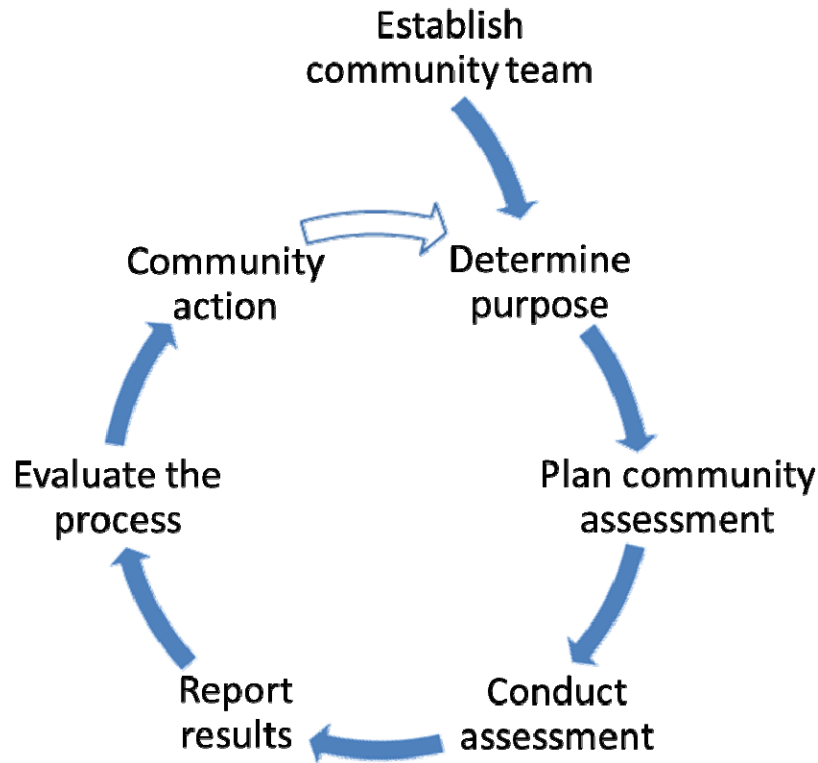 Establish
community team
Determine
purpose
Plan community
assessment
Conduct
assessment
Report
results
Evaluate the
process
Community
action